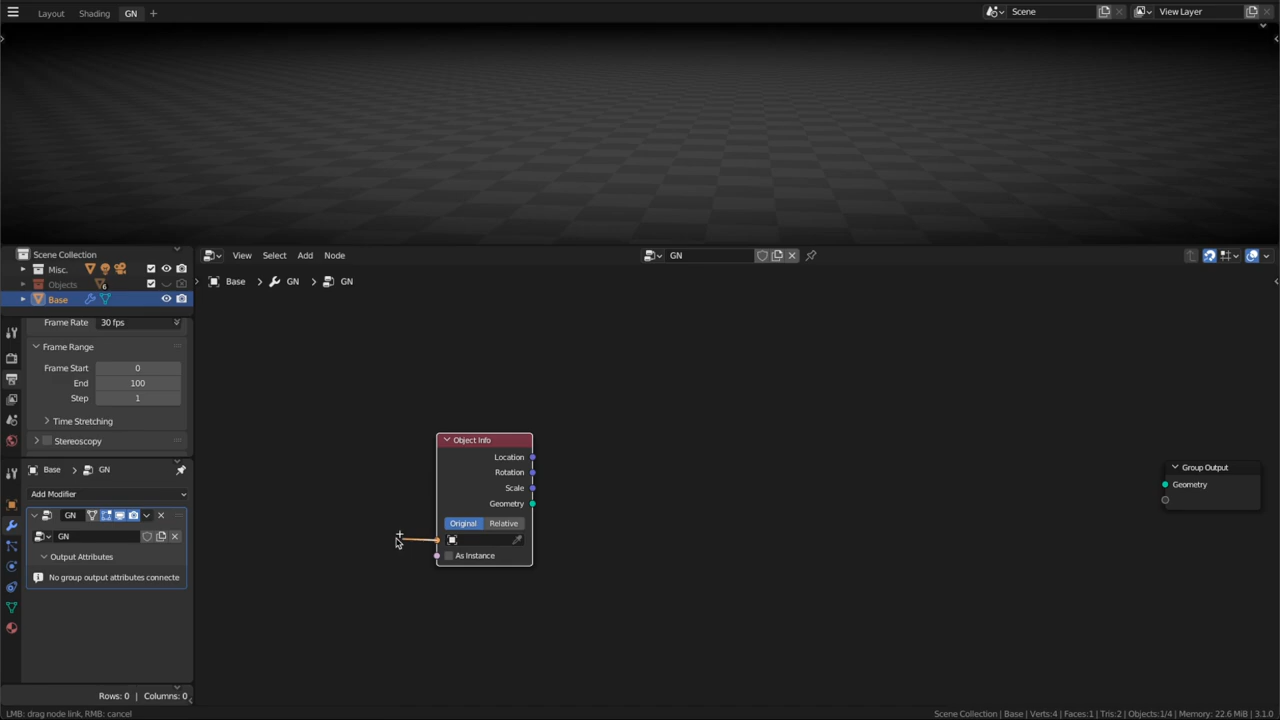 Layout Shading GN
Scene
View Layer
Scene Collection
Misc.
Objects 6
Base
View Select Add Node
GN
Base GN GN
Frame Rate 30 fps
Frame Range
Frame Start 0
End 100
Step 1
Time Stretching
Stereoscopy
Base GN
Add Modifier
GN
GN
Output Attributes
No group output attributes connecte
Rows: 0 | Columns: 0
Object Info
Location
Rotation
Scale
Geometry
Original Relative
As Instance
Group Output
Geometry
LMB: drag node link, RMB: cancel
Scene Collection | Base | Verts:4 | Faces:1 | Tris:2 | Objects:1/4 | Memory: 22.6 MiB | 3.1.0